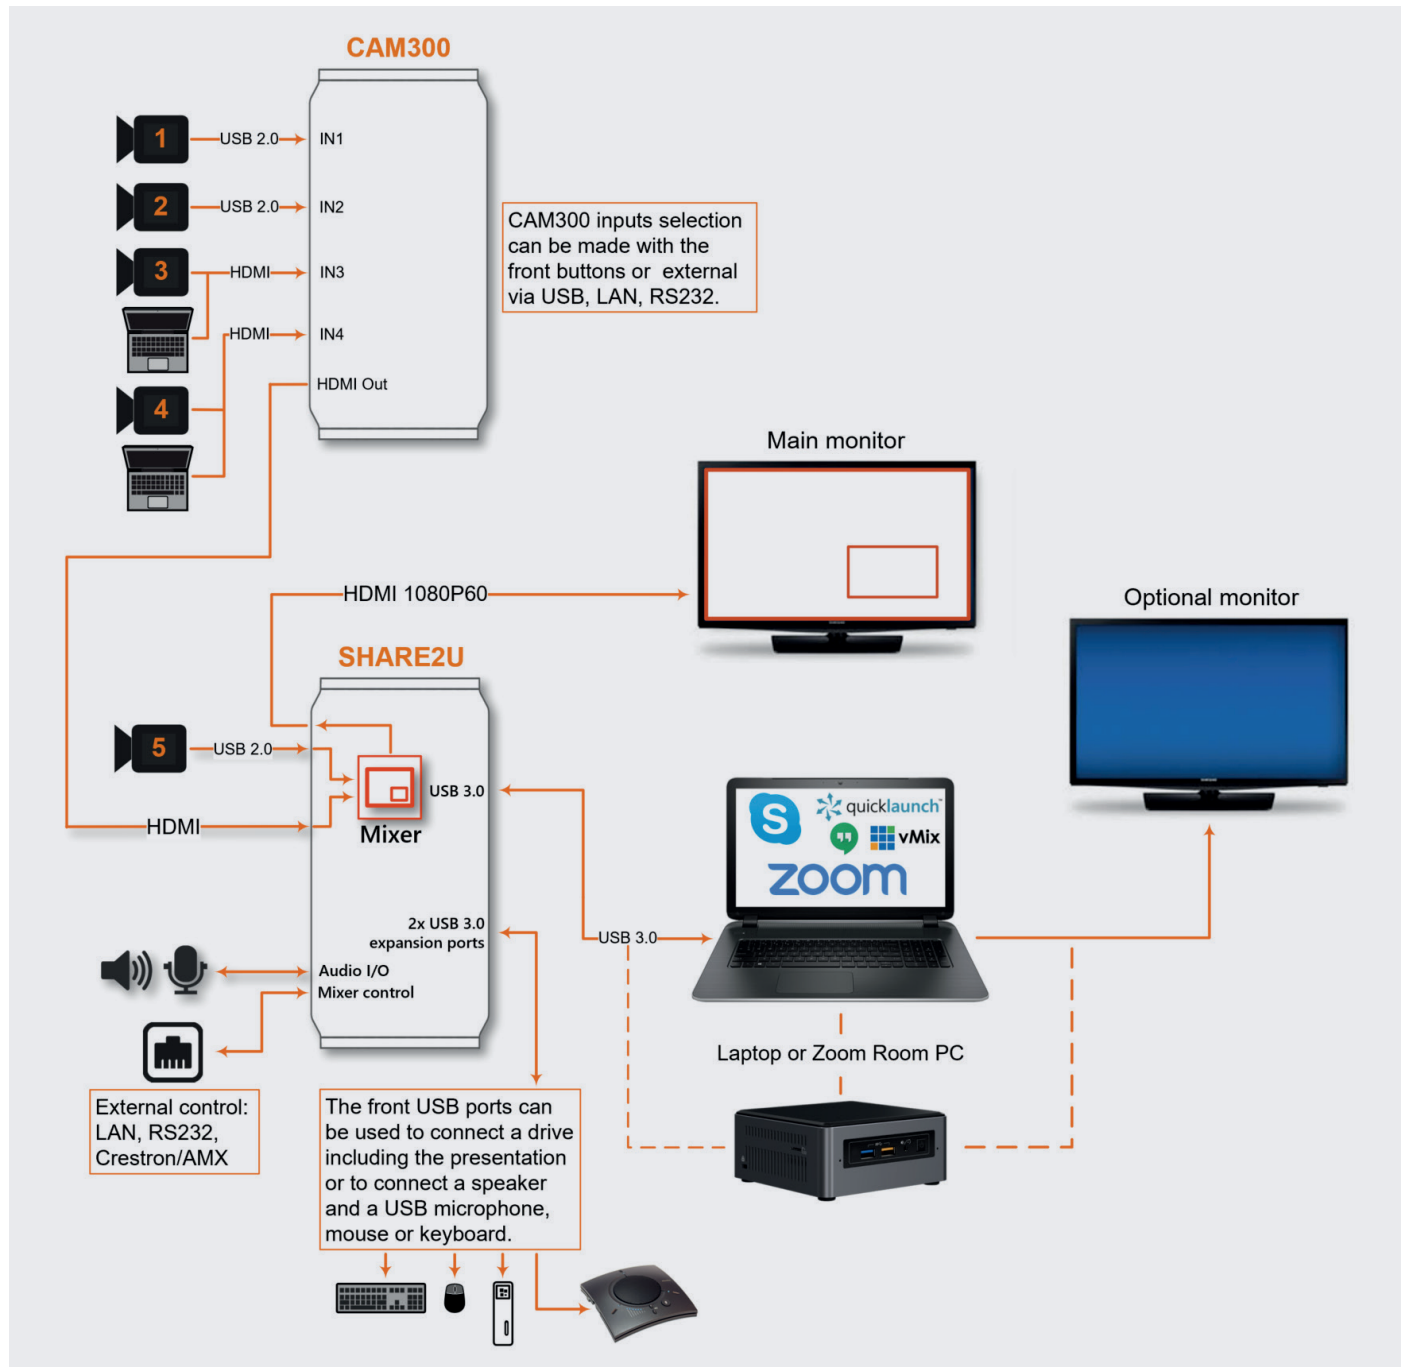 CAM300
1
USB 2.0
IN1
2
USB 2.0
IN2
3
HDMI
IN3
HDMI
IN4
4
HDMI Out
CAM300 inputs selection
can be made with the
front buttons or external
via USB, LAN, RS232.
Main monitor
HDMI 1080P60
Optional monitor
SHARE2U
5
USB 2.0
HDMI
Mixer
USB 3.0
2x USB 3.0
expansion ports
Audio I/O
Mixer control
S
quicklaunch
vMix
zoom
USB 3.0
Laptop or Zoom Room PC
External control:
LAN, RS232,
Crestron/AMX
The front USB ports can
be used to connect a drive
including the presentation
or to connect a speaker
and a USB microphone,
mouse or keyboard.